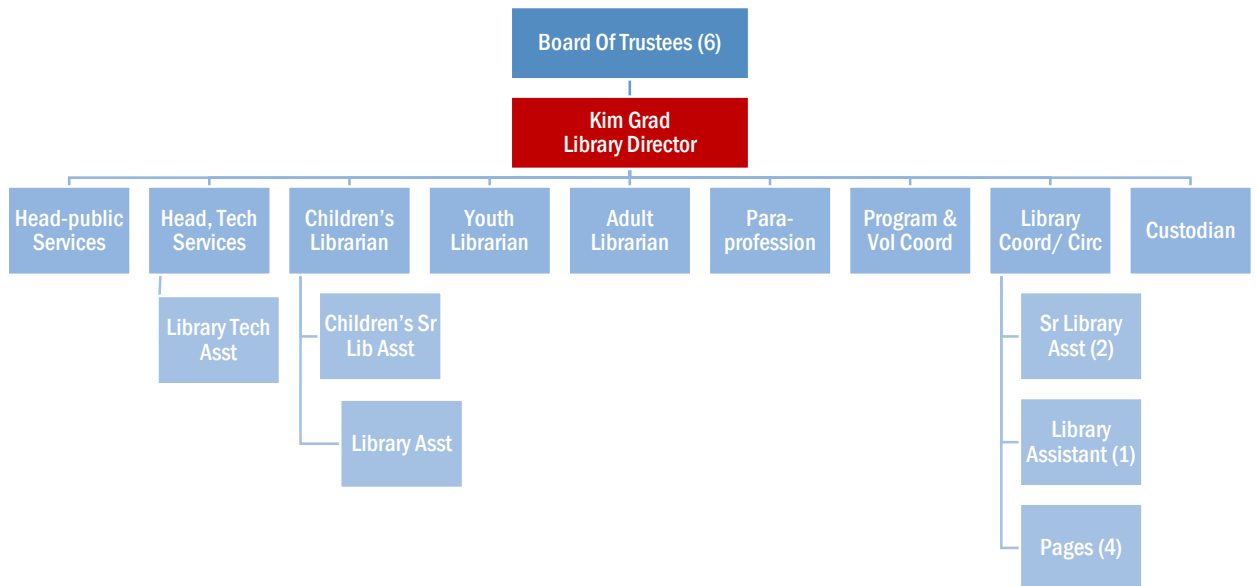 Board Of Trustees (6)
Kim Grad
Library Director
Head-public
Services
Head, Tech
Services
Children’s
Librarian
Youth
Librarian
Adult
Librarian
Para-
profession
Program &
Vol Coord
Library
Coord/ Circ
Custodian
Library Tech
Asst
Children’s Sr
Lib Asst
Library Asst
Sr Library
Asst (2)
Library
Assistant (1)
Pages (4)